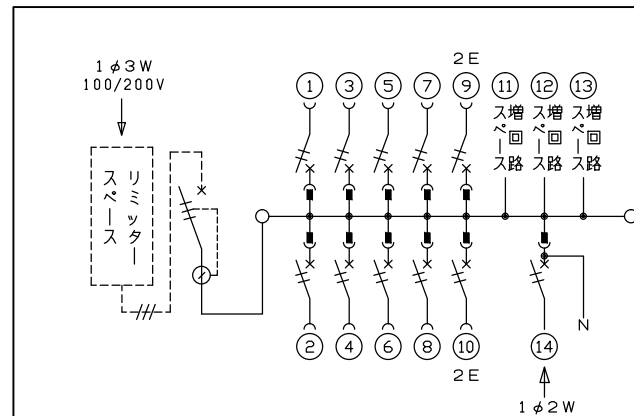 1φ3W
100/200V
リミッター
スペース
2E
1 3 5 7 9 11 12 13
増回路
スペース
増回路
スペース
増回路
スペース
2 4 6 8 10 14
N
2E
1φ2W